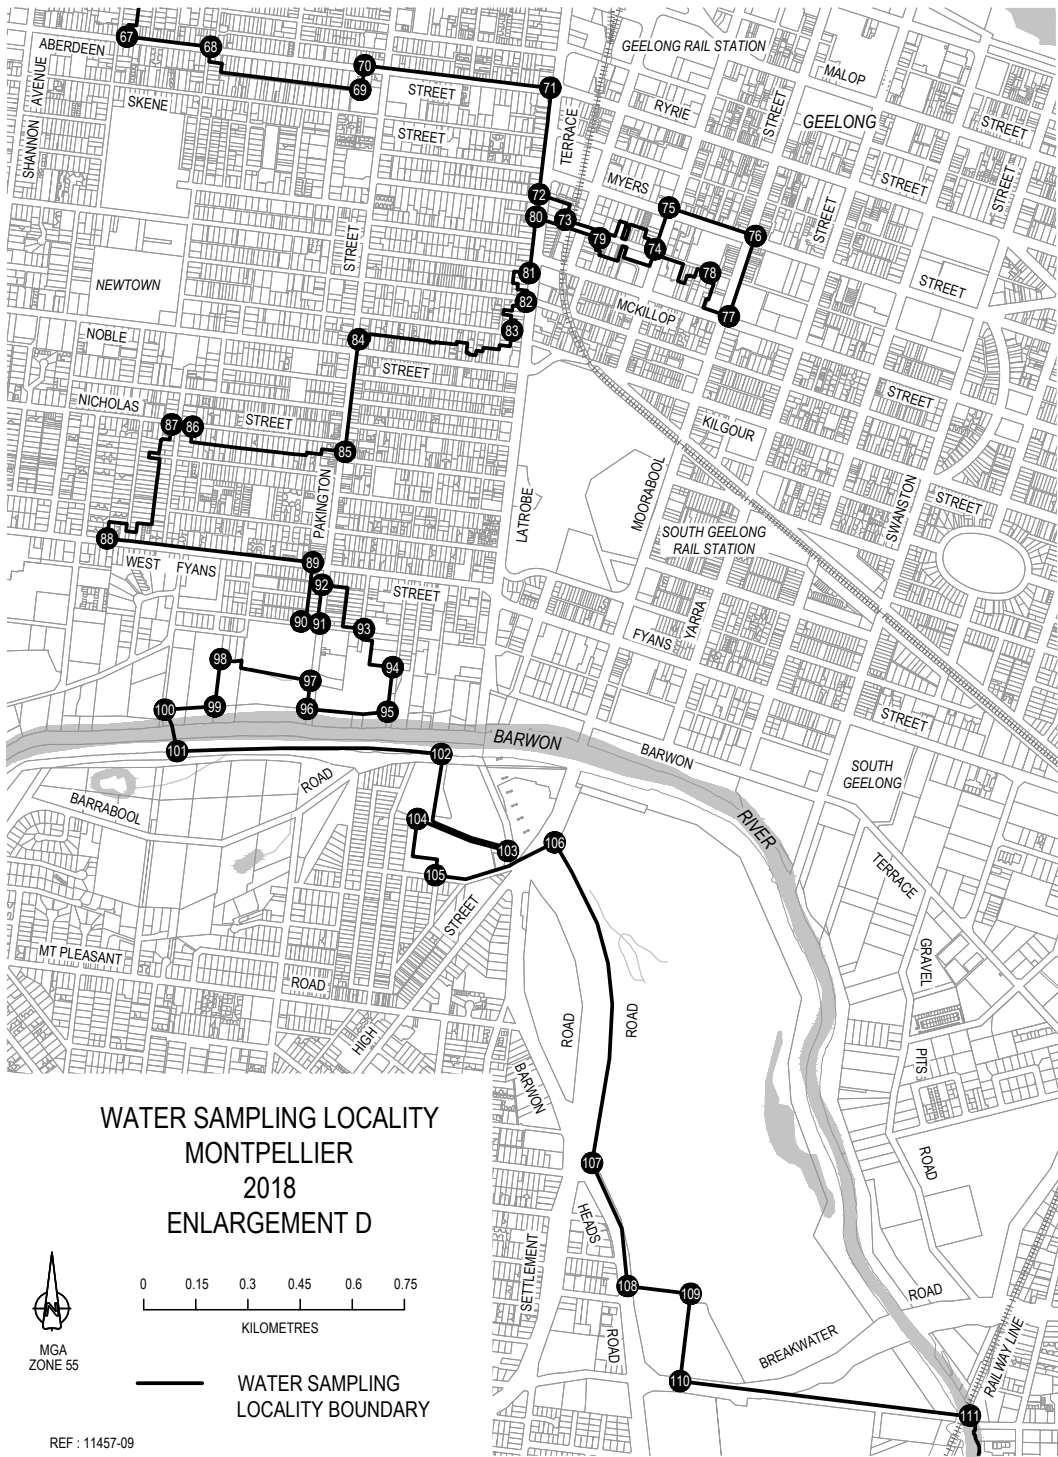 67
ABERDEEN
68
GEELONG RAIL STATION
70
69
STREET
71
MALOP
SKENE
RYRIE
STREET
GEELONG
STREET
SHANNON AVENUE
STREET
TERRACE
MYERS
STREET
STREET
72
80
73
75
STREET
76
79
74
78
STREET
81
NEWTOWN
STREET
82
MCKILLOP
77
NOBLE
83
84
STREET
NICHOLAS
STREET
87
86
STREET
KILGOUR
85
PAKINGTON
LATROBE
MOORABOOL
SWANSTON
STREET
88
SOUTH GEELONG
RAIL STATION
WEST FYANS
89
92
STREET
90
91
93
FYANS
YARRA
98
94
97
100
99
96
95
STREET
101
102
BARWON
BARWON
SOUTH
GEELONG
BARRABOOL
ROAD
104
103
106
RIVER
105
TERRACE
STREET
MT PLEASANT
ROAD
GRAVEL
ROAD
ROAD
HIGH
BARWON
PITS
WATER SAMPLING LOCALITY
MONTPELLIER
2018
ENLARGEMENT D
107
ROAD
HEADS
SETTLEMENT
108
109
ROAD
N
0 0.15 0.3 0.45 0.6 0.75
KILOMETRES
MGA
ZONE 55
ROAD
BREAKWATER
RAILWAY LINE
110
WATER SAMPLING
LOCALITY BOUNDARY
111
REF : 11457-09